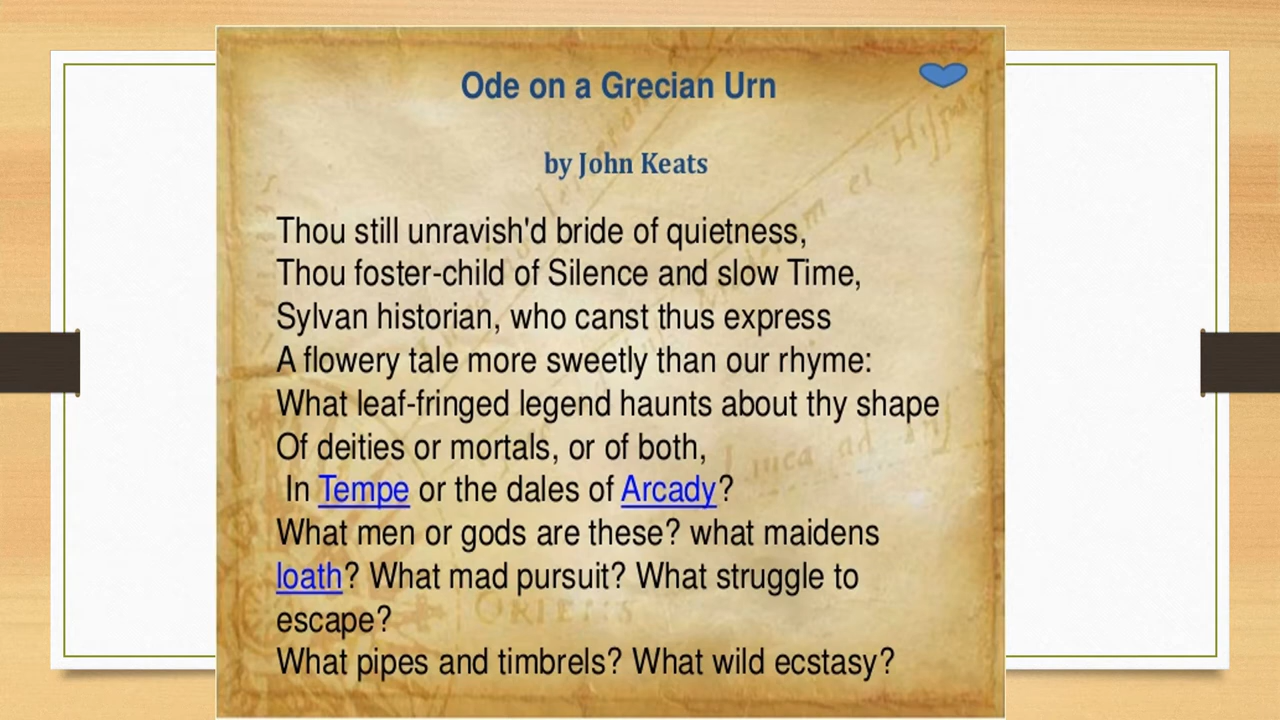 Ode on a Grecian Urn
by John Keats
Thou still unravish'd bride of quietness,
Thou foster-child of Silence and slow Time,
Sylvan historian, who canst thus express
A flowery tale more sweetly than our rhyme:
What leaf-fringed legend haunts about thy shape
Of deities or mortals, or of both,
In Tempe or the dales of Arcady?
What men or gods are these? what maidens
loath? What mad pursuit? What struggle to
escape?
What pipes and timbrels? What wild ecstasy?